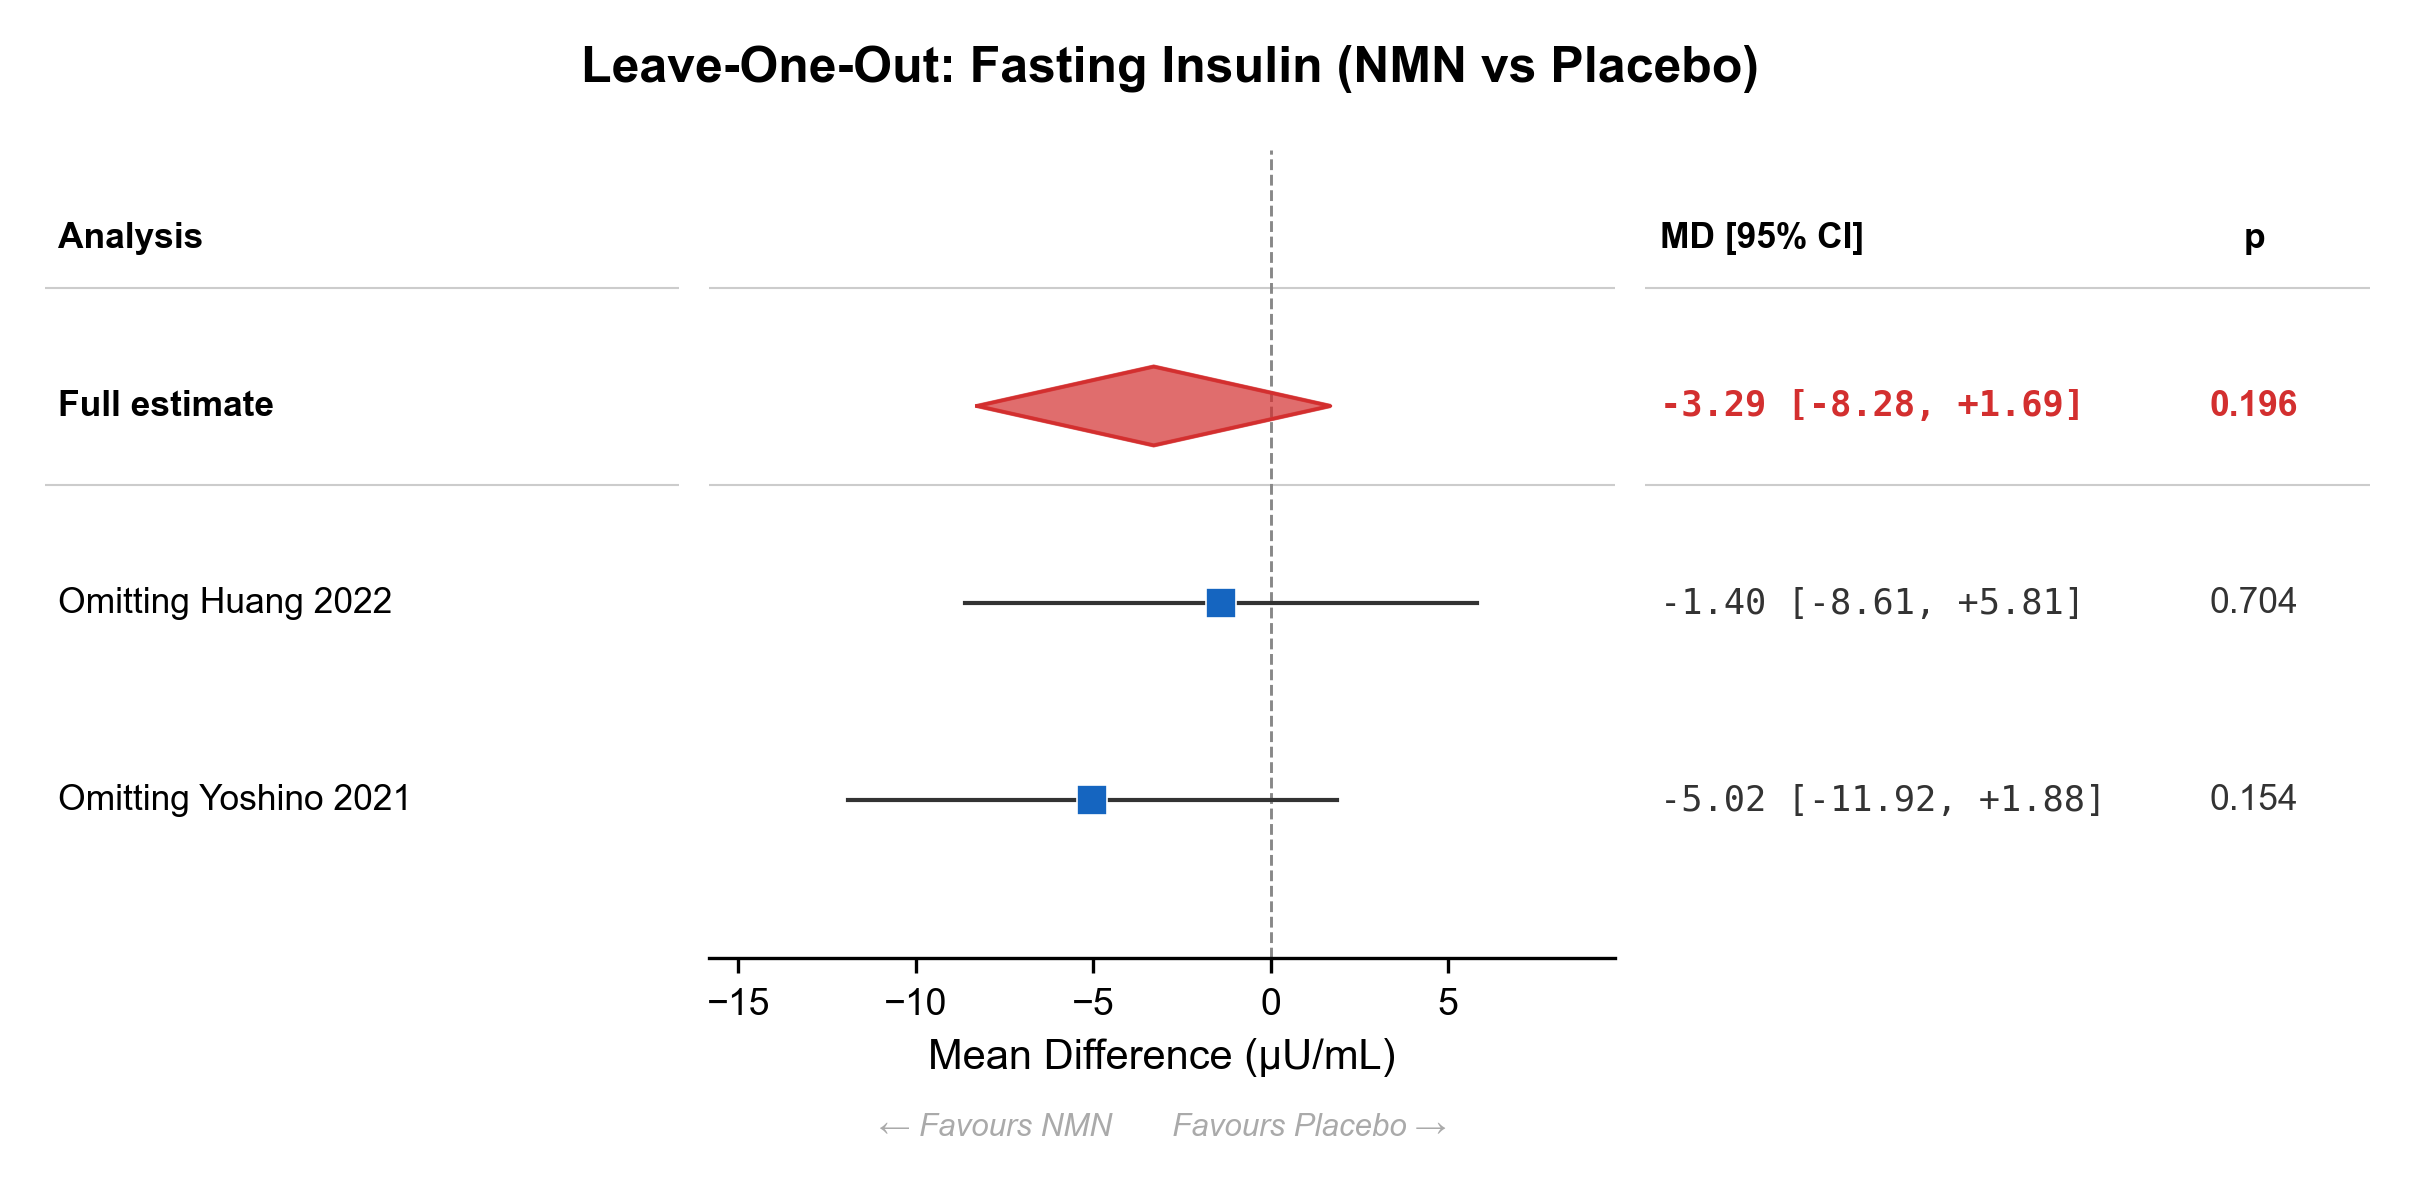 Leave-One-Out: Fasting Insulin (NMN vs Placebo)
Analysis MD [95% CI] p
Full estimate -3.29 [-8.28, +1.69] 0.196
Omitting Huang 2022 -1.40 [-8.61, +5.81] 0.704
Omitting Yoshino 2021 -5.02 [-11.92, +1.88] 0.154
−15 −10 −5 0 5
Mean Difference (μU/mL)
← Favours NMN Favours Placebo →